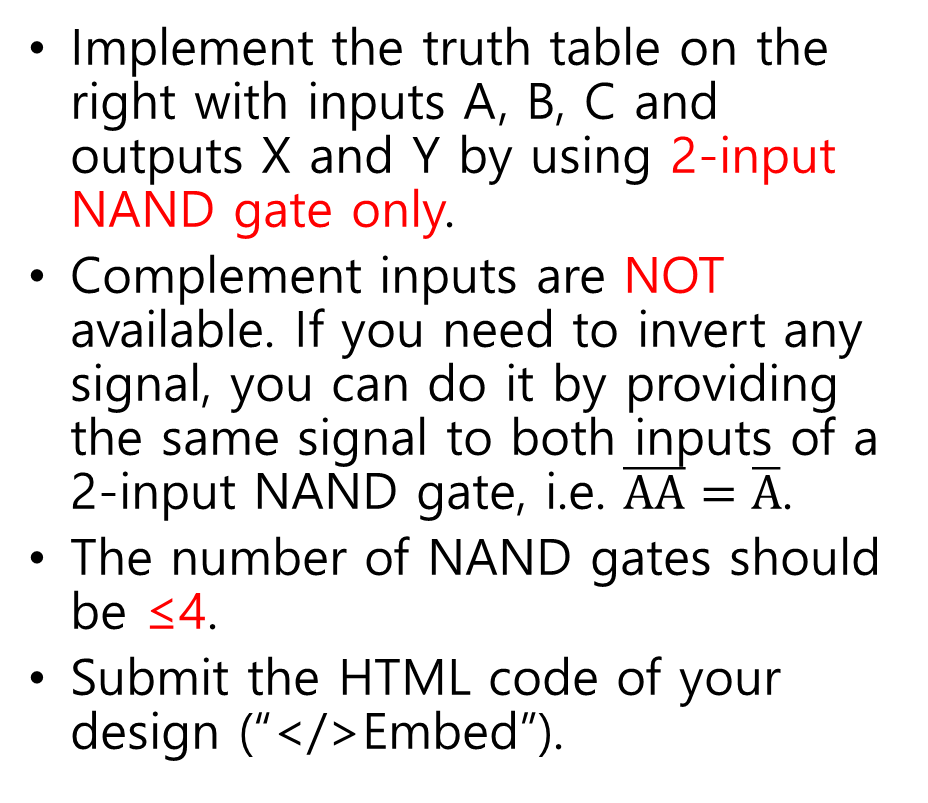 • Implement the truth table on the
right with inputs A, B, C and
outputs X and Y by using 2-input
NAND gate only.
• Complement inputs are NOT
available. If you need to invert any
signal, you can do it by providing
the same signal to both inputs of a
2-input NAND gate, i.e. A̅A̅ = A̅.
• The number of NAND gates should
be ≤4.
• Submit the HTML code of your
design (“</>Embed”).